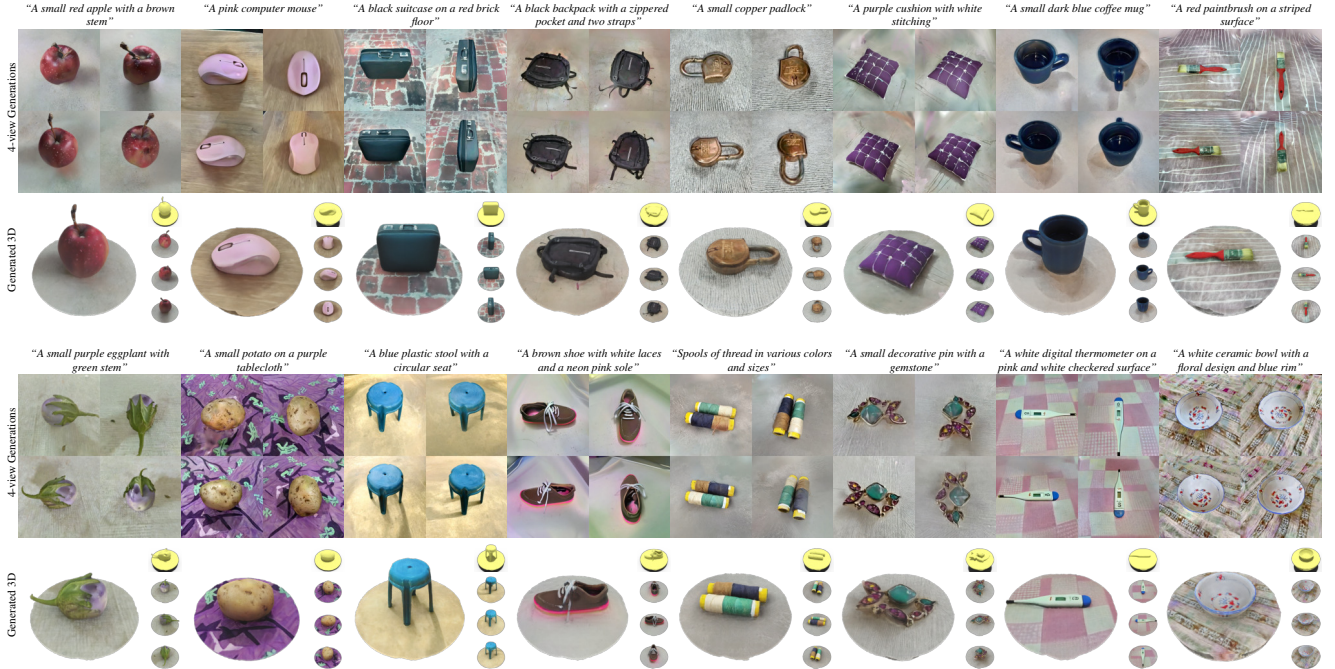 “A small red apple with a brown
stem”
“A pink computer mouse”
“A black suitcase on a red brick
floor”
“A black backpack with a zippered
pocket and two straps”
“A small copper padlock”
“A purple cushion with white
stitching”
“A small dark blue coffee mug”
“A red paintbrush on a striped
surface”
4-view Generations
Generated 3D
“A small purple eggplant with
green stem”
“A small potato on a purple
tablecloth”
“A blue plastic stool with a
circular seat”
“A brown shoe with white laces
and a neon pink sole”
“Spools of thread in various colors
and sizes”
“A small decorative pin with a
gemstone”
“A white digital thermometer on a
pink and white checkered surface”
“A white ceramic bowl with a
floral design and blue rim”
4-view Generations
Generated 3D